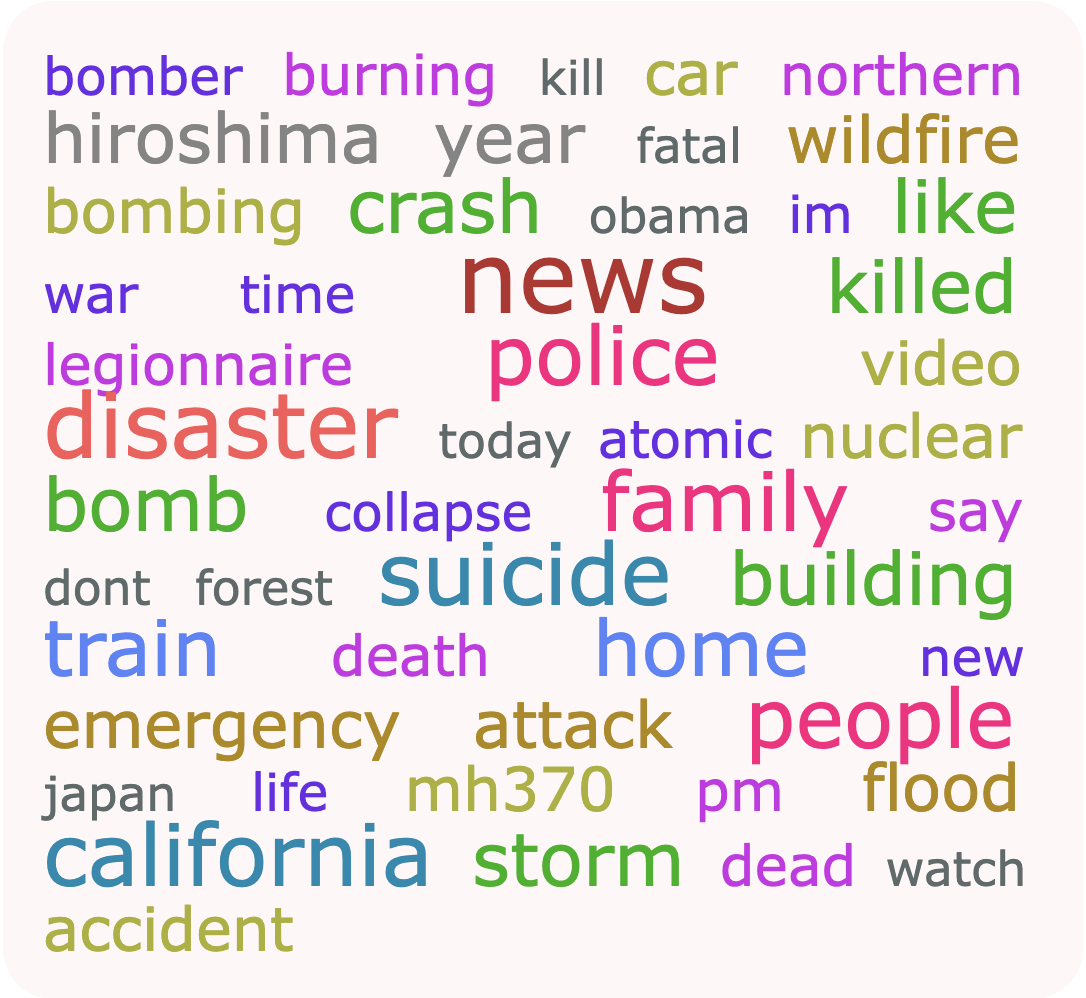 bomber burning kill car northern
hiroshima year fatal wildfire
bombing crash obama im like
war time news killed
legionnaire police video
disaster today atomic nuclear
bomb collapse family say
dont forest suicide building
train death home new
emergency attack people
japan life mh370 pm flood
california storm dead watch
accident